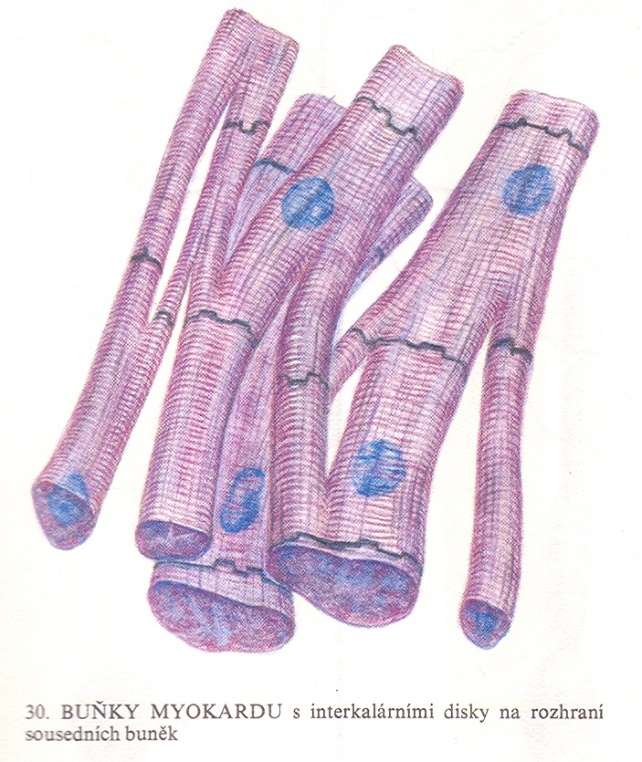 30. BUŇKY MYOKARDU s interkalárními disky na rozhraní
sousedních buněk